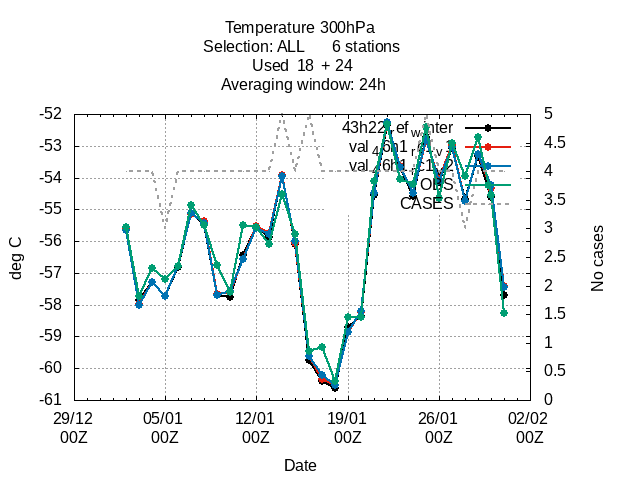 Temperature 300hPa
Selection: ALL 6 stations
Used 18 + 24
Averaging window: 24h
-52 5
-53 4.5
-54 4
-55 3.5
-56 3
-57 2.5
-58 2
-59 1.5
-60 1
-61 0.5
0
deg C
No cases
OBS
CASES
29/12 05/01 12/01 19/01 26/01 02/02
00Z 00Z 00Z 00Z 00Z 00Z
Date